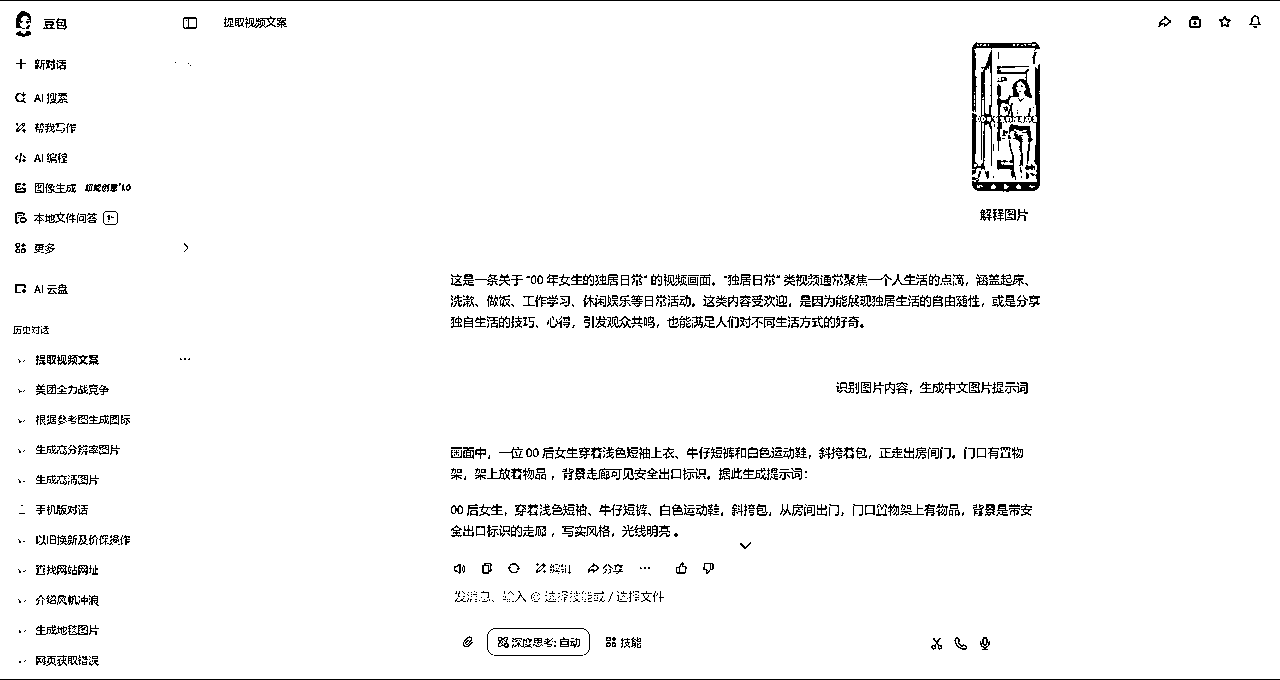 豆包
提取视频文案
新对话
AI 搜索
帮我写作
AI 编程
图像生成
本地文件问答
更多
AI 云盘
历史对话
提取视频文案
美团全力战竞争
根据参考图生成图标
生成高分辨率图片
生成高清图片
手机版对话
以旧换新及价保操作
查找网站网址
介绍风帆冲浪
生成地毯图片
网页获取错误
解释图片
这是一条关于 “00 年女生的独居日常” 的视频画面。“独居日常” 类视频通常聚焦一个人生活的点滴，涵盖起床、
洗漱、做饭、工作学习、休闲娱乐等日常活动。这类内容受欢迎，是因为能展现独居生活的自由随性，或是分享
独自生活的技巧、心得，引发观众共鸣，也能满足人们对不同生活方式的好奇。
识别图片内容，生成中文图片提示词
画面中，一位 00 后女生穿着浅色短袖上衣、牛仔短裤和白色运动鞋，斜挎着包，正走出房间门。门口有置物
架，架上放着物品 ，背景走廊可见安全出口标识。据此生成提示词：
00 后女生，穿着浅色短袖、牛仔短裤、白色运动鞋，斜挎包，从房间出门，门口置物架上有物品，背景是带安
全出口标识的走廊 ，写实风格，光线明亮 。
编辑
分享
发消息、输入 @ 选择技能或 / 选择文件
深度思考: 自动
技能